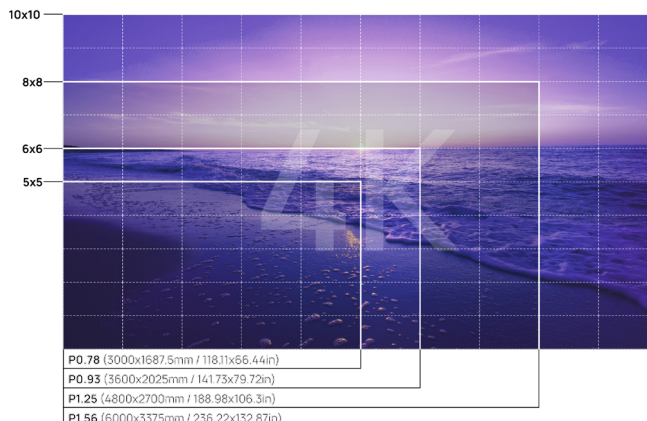 10x10
8x8
6x6
5x5
4K
P0.78 (3000x1687.5mm / 118.11x66.44in)
P0.93 (3600x2025mm / 141.73x79.72in)
P1.25 (4800x2700mm / 188.98x106.3in)
P1.56 (6000x3375mm / 236.22x132.87in)